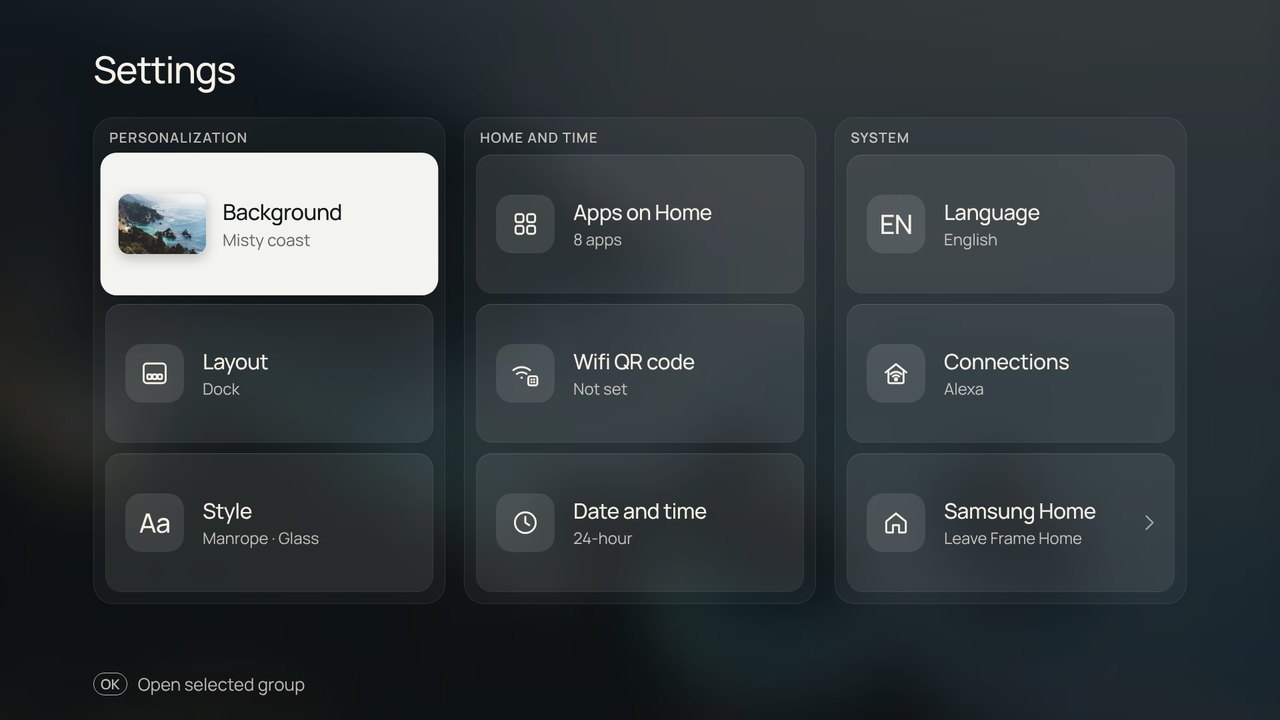 Settings
PERSONALIZATION
Background
Misty coast
Layout
Dock
Aa
Style
Manrope · Glass
HOME AND TIME
Apps on Home
8 apps
Wifi QR code
Not set
Date and time
24-hour
SYSTEM
EN
Language
English
Connections
Alexa
Samsung Home
Leave Frame Home
OK Open selected group